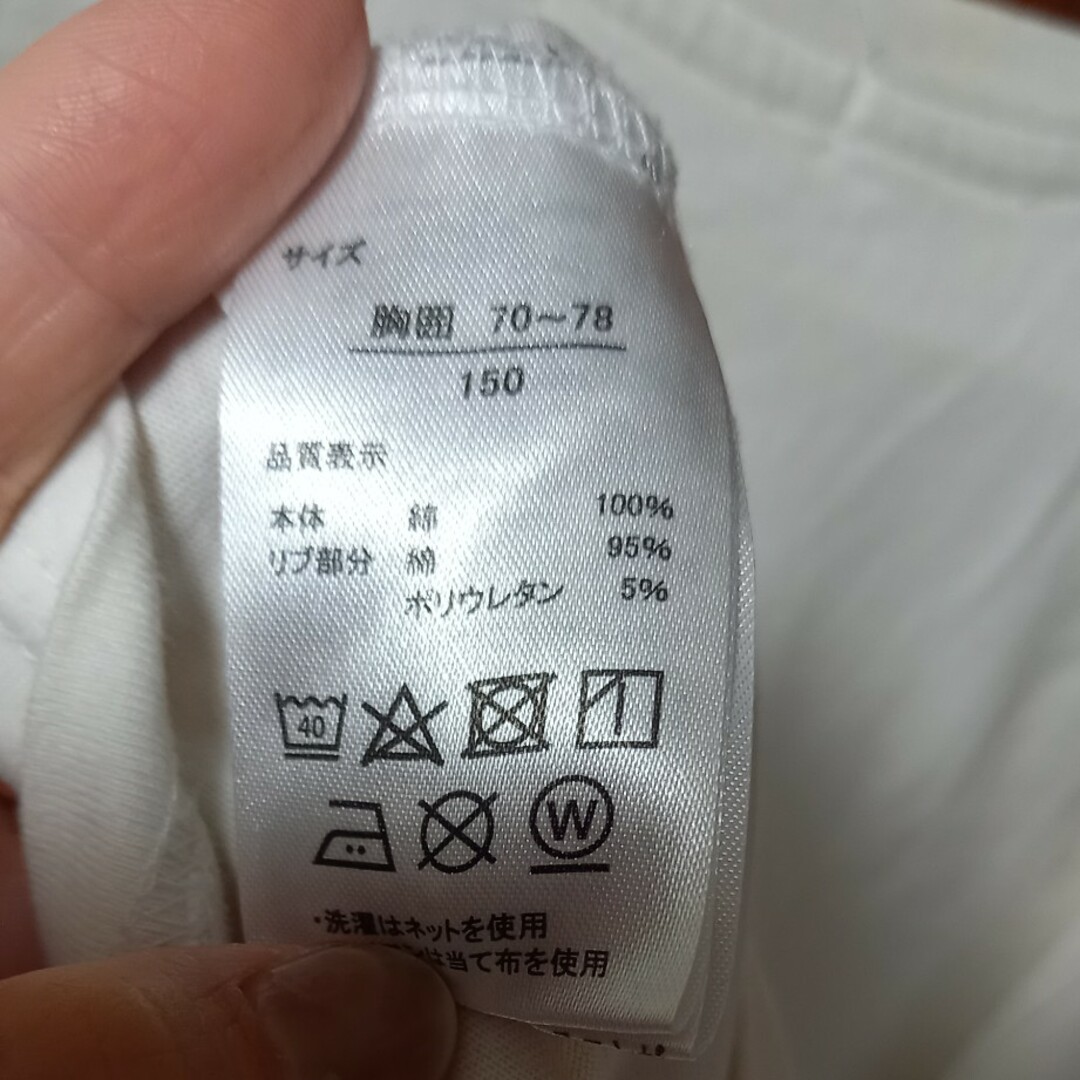 サイズ
胸囲 70～78
150
品質表示
本体 綿 100%
リブ部分 綿 95%
ポリウレタン 5%
40
W
・洗濯はネットを使用
は当て布を使用